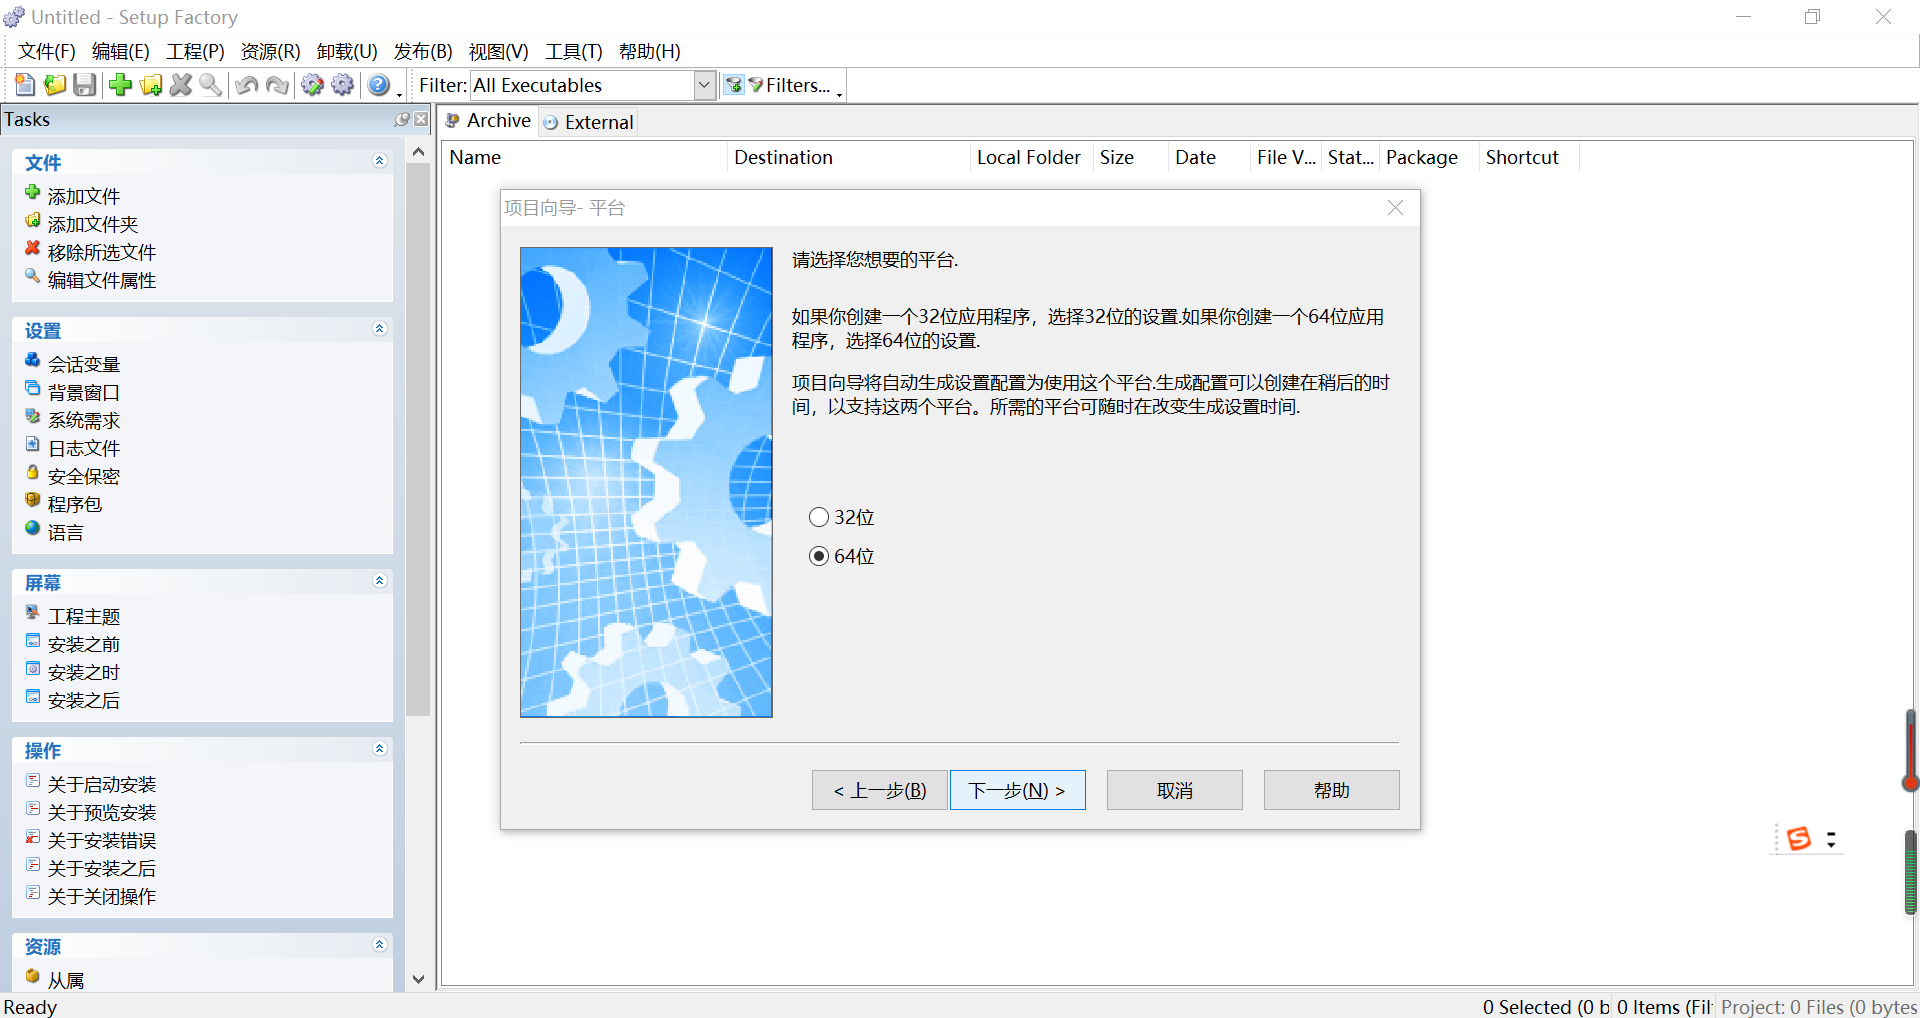 Untitled - Setup Factory
文件(F) 编辑(E) 工程(P) 资源(R) 卸载(U) 发布(B) 视图(V) 工具(T) 帮助(H)
Filter: All Executables Filters...
Tasks
文件
添加文件
添加文件夹
移除所选文件
编辑文件属性
设置
会话变量
背景窗口
系统需求
日志文件
安全保密
程序包
语言
屏幕
工程主题
安装之前
安装之时
安装之后
操作
关于启动安装
关于预览安装
关于安装错误
关于安装之后
关于关闭操作
资源
从属
Archive External
Name Destination Local Folder Size Date File V... Stat... Package Shortcut
项目向导- 平台
请选择您想要的平台.
如果你创建一个32位应用程序，选择32位的设置.如果你创建一个64位应用
程序，选择64位的设置.
项目向导将自动生成设置配置为使用这个平台.生成配置可以创建在稍后的时
间，以支持这两个平台。所需的平台可随时在改变生成设置时间.
32位
64位
< 上一步(B) 下一步(N) > 取消 帮助
Ready 0 Selected (0 b 0 Items (Fil Project: 0 Files (0 bytes